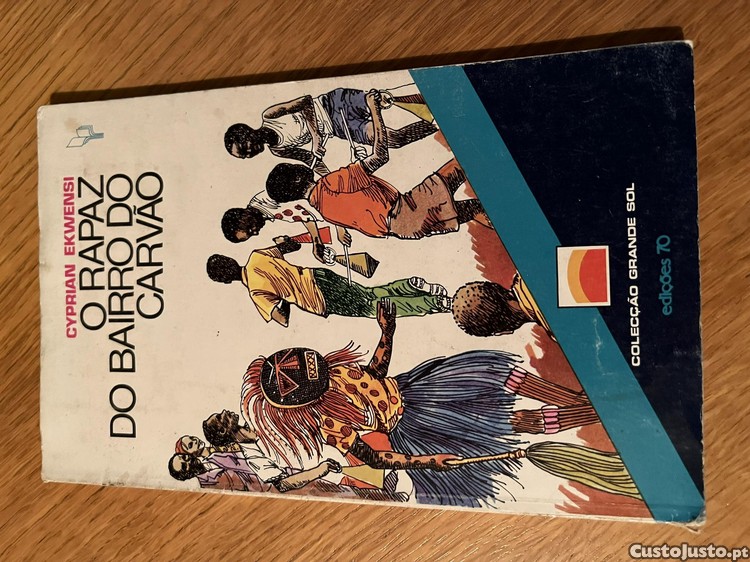 CYPRIAN EKWENSI
O RAPAZ
DO BAIRRO DO
CARVÃO
COLECÇÃO GRANDE SOL
edições 70
CustoJusto.pt